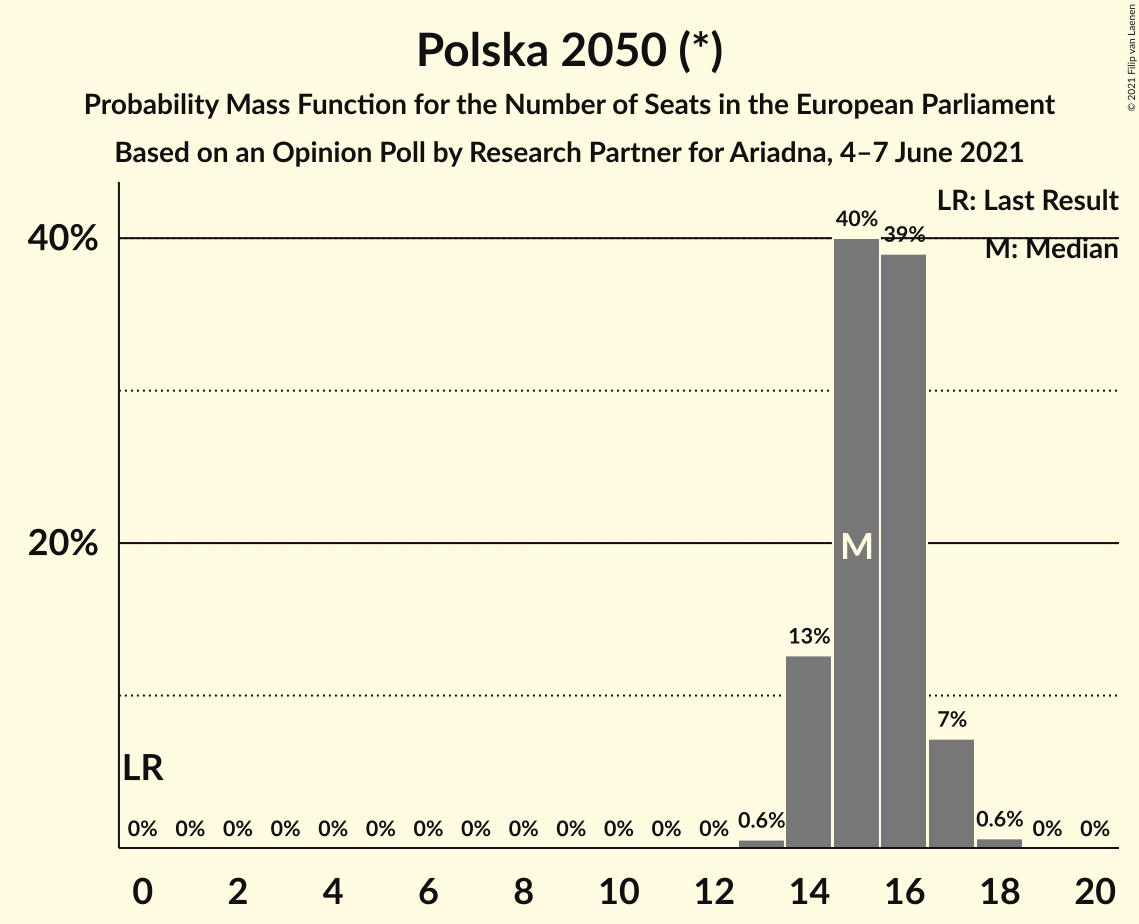 Polska 2050 (*)
Probability Mass Function for the Number of Seats in the European Parliament
Based on an Opinion Poll by Research Partner for Ariadna, 4–7 June 2021
© 2021 Filip van Laenen
LR: Last Result
M: Median
40%
20%
40%
39%
M
13%
7%
LR
0% 0% 0% 0% 0% 0% 0% 0% 0% 0% 0% 0% 0% 0.6% 0.6% 0% 0%
0 2 4 6 8 10 12 14 16 18 20